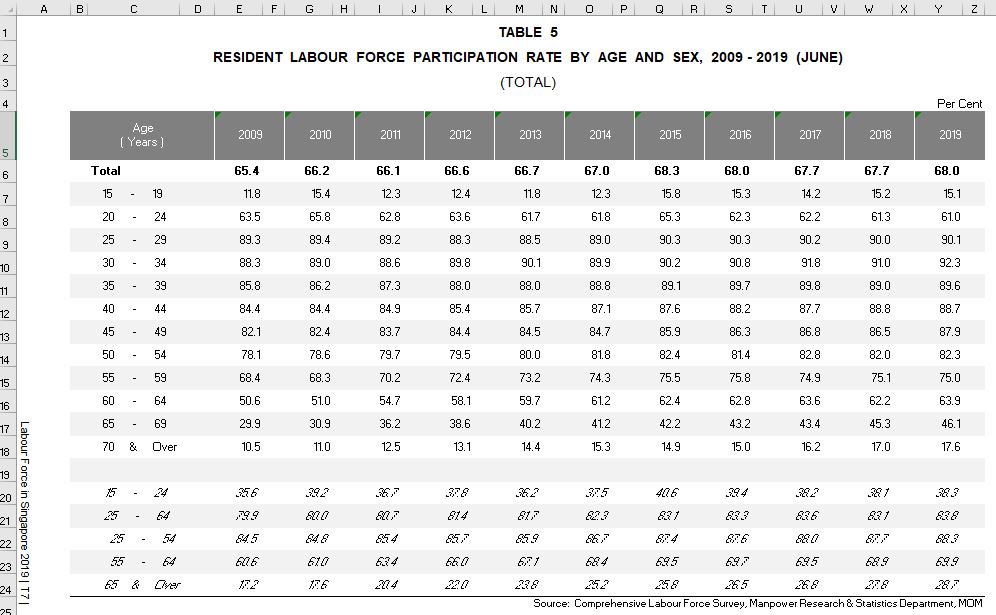 A B C D E F G H I J K L M N O P Q R S T U V W X Y Z
1 TABLE 5
2 RESIDENT LABOUR FORCE PARTICIPATION RATE BY AGE AND SEX, 2009 - 2019 (JUNE)
3 (TOTAL)
4 Per Cent
Age
5 ( Years ) 2009 2010 2011 2012 2013 2014 2015 2016 2017 2018 2019
6 Total 65.4 66.2 66.1 66.6 66.7 67.0 68.3 68.0 67.7 67.7 68.0
7 15 - 19 11.8 15.4 12.3 12.4 11.8 12.3 15.8 15.3 14.2 15.2 15.1
8 20 - 24 63.5 65.8 62.8 63.6 61.7 61.8 65.3 62.3 62.2 61.3 61.0
9 25 - 29 89.3 89.4 89.2 88.3 88.5 89.0 90.3 90.3 90.2 90.0 90.1
10 30 - 34 88.3 89.0 88.6 89.8 90.1 89.9 90.2 90.8 91.8 91.0 92.3
11 35 - 39 85.8 86.2 87.3 88.0 88.0 88.8 89.1 89.7 89.8 89.0 89.6
12 40 - 44 84.4 84.4 84.9 85.4 85.7 87.1 87.6 88.2 87.7 88.8 88.7
13 45 - 49 82.1 82.4 83.7 84.4 84.5 84.7 85.9 86.3 86.8 86.5 87.9
14 50 - 54 78.1 78.6 79.7 79.5 80.0 81.8 82.4 81.4 82.8 82.0 82.3
15 55 - 59 68.4 68.3 70.2 72.4 73.2 74.3 75.5 75.8 74.9 75.1 75.0
16 60 - 64 50.6 51.0 54.7 58.1 59.7 61.2 62.4 62.8 63.6 62.2 63.9
17 65 - 69 29.9 30.9 36.2 38.6 40.2 41.2 42.2 43.2 43.4 45.3 46.1
18 70 & Over 10.5 11.0 12.5 13.1 14.4 15.3 14.9 15.0 16.2 17.0 17.6
19
20 15 - 24 35.6 39.2 36.7 37.8 36.2 37.5 40.6 39.4 38.2 38.1 38.3
21 25 - 64 79.9 80.0 80.7 81.4 81.7 82.3 83.1 83.3 83.6 83.1 83.8
22 25 - 54 84.5 84.8 85.4 85.7 85.9 86.7 87.4 87.6 88.0 87.7 88.3
23 55 - 64 60.6 61.0 63.4 66.0 67.1 68.4 69.5 69.7 69.5 68.9 69.9
24 65 & Over 17.2 17.6 20.4 22.0 23.8 25.2 25.8 26.5 26.8 27.8 28.7
25 Source: Comprehensive Labour Force Survey, Manpower Research & Statistics Department, MOM
Labour Force in Singapore 2019 | T7 |